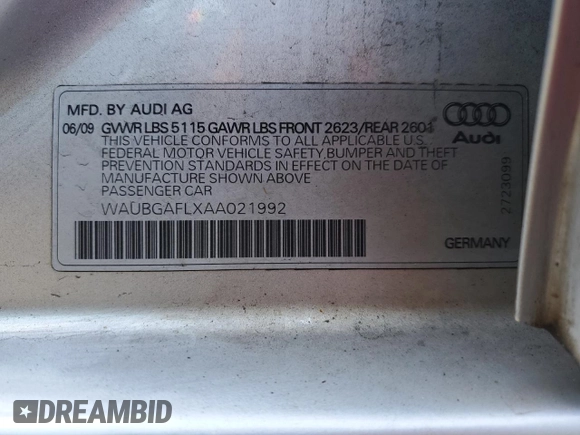 MFD. BY AUDI AG
06/09 GVWR LBS 5115 GAWR LBS FRONT 2623/REAR 2604
THIS VEHICLE CONFORMS TO ALL APPLICABLE U.S.
FEDERAL MOTOR VEHICLE SAFETY, BUMPER AND THEFT
PREVENTION STANDARDS IN EFFECT ON THE DATE OF
MANUFACTURE SHOWN ABOVE
PASSENGER CAR
WAUBGAFLXAA021992
Audi
2723099
GERMANY
DREAMBID